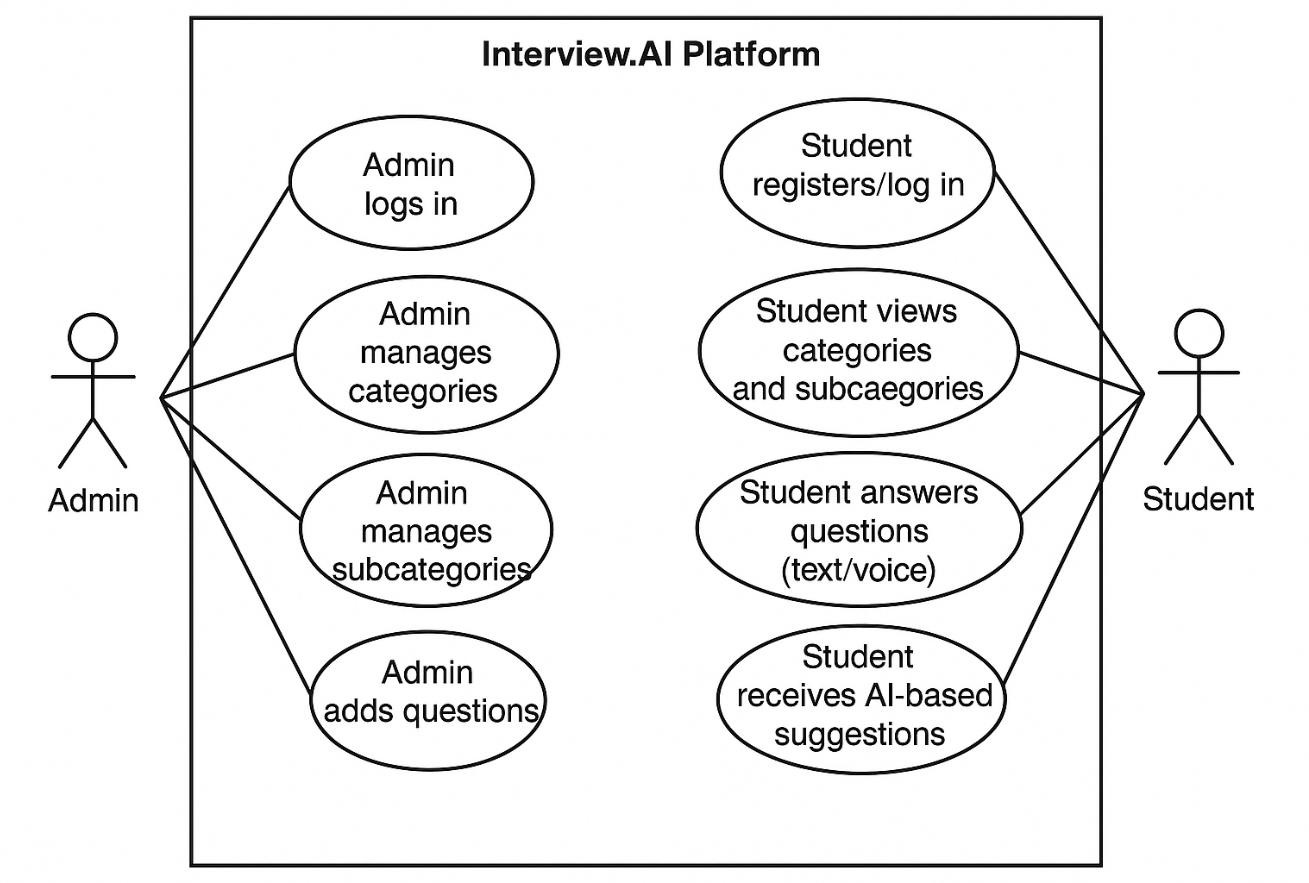 Interview.AI Platform
Admin
logs in
Admin
manages
categories
Admin
manages
subcategories
Admin
adds questions
Student
registers/log in
Student views
categories
and subcaegories
Student answers
questions
(text/voice)
Student
receives AI-based
suggestions
Admin
Student